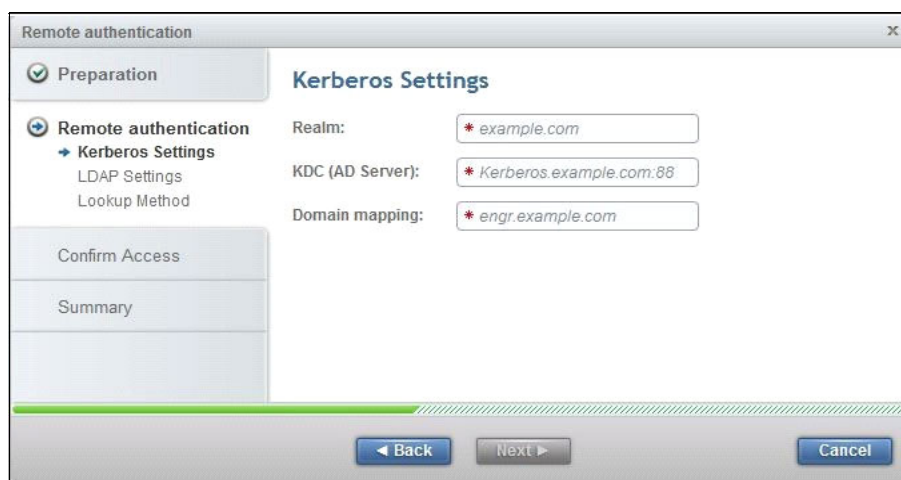 Remote authentication x
Preparation
Remote authentication
Kerberos Settings
LDAP Settings
Lookup Method
Confirm Access
Summary
Kerberos Settings
Realm: * example.com
KDC (AD Server): * Kerberos.example.com:88
Domain mapping: * engr.example.com
◄ Back Next ► Cancel